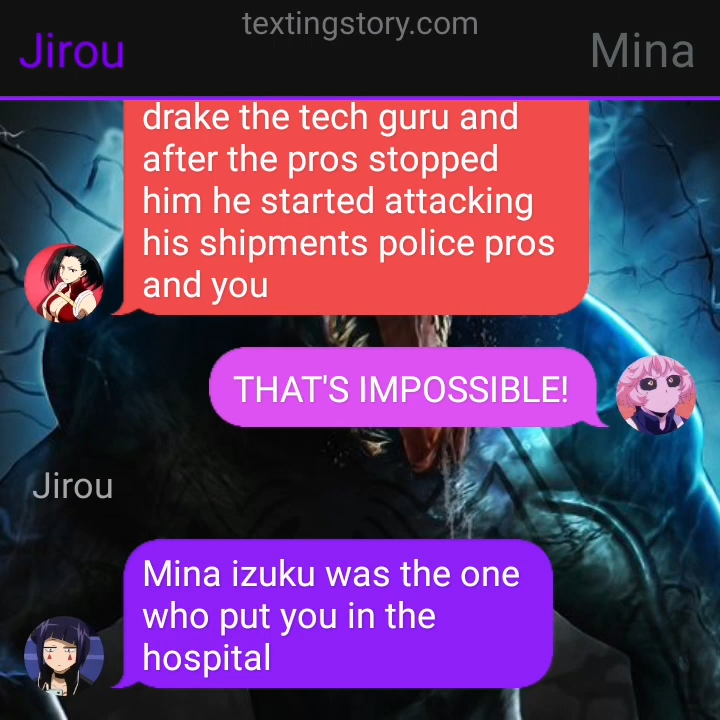 textingstory.com
Jirou
Mina
drake the tech guru and
after the pros stopped
him he started attacking
his shipments police pros
and you
THAT'S IMPOSSIBLE!
Jirou
Mina izuku was the one
who put you in the
hospital